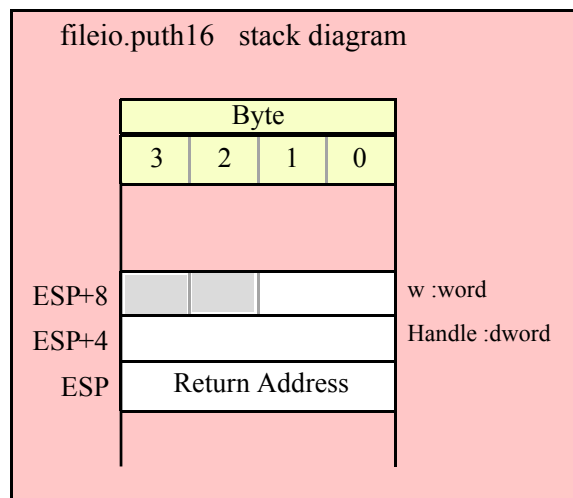 fileio.puth16 stack diagram
Byte
3 2 1 0
ESP+8 w :word
ESP+4 Handle :dword
ESP Return Address